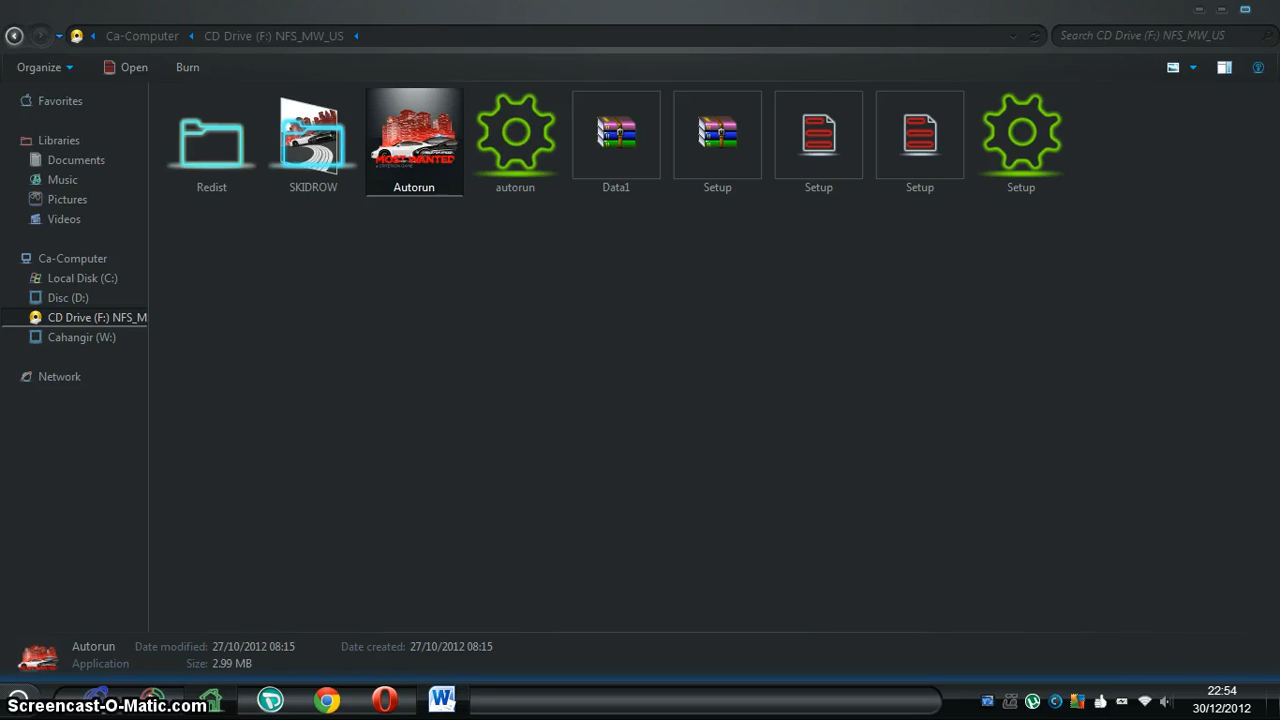 Ca-Computer
CD Drive (F:) NFS_MW_US
Search CD Drive (F:) NFS_MW_US
Organize
Open
Burn
Favorites
Libraries
Documents
Music
Pictures
Videos
Ca-Computer
Local Disk (C:)
Disc (D:)
CD Drive (F:) NFS_M
Cahangir (W:)
Network
MOST WANTED
Redist
SKIDROW
Autorun
autorun
Data1
Setup
Setup
Setup
Setup
Autorun
Date modified: 27/10/2012 08:15
Date created: 27/10/2012 08:15
Application
Size: 2.99 MB
Screencast-O-Matic.com
22:54
30/12/2012